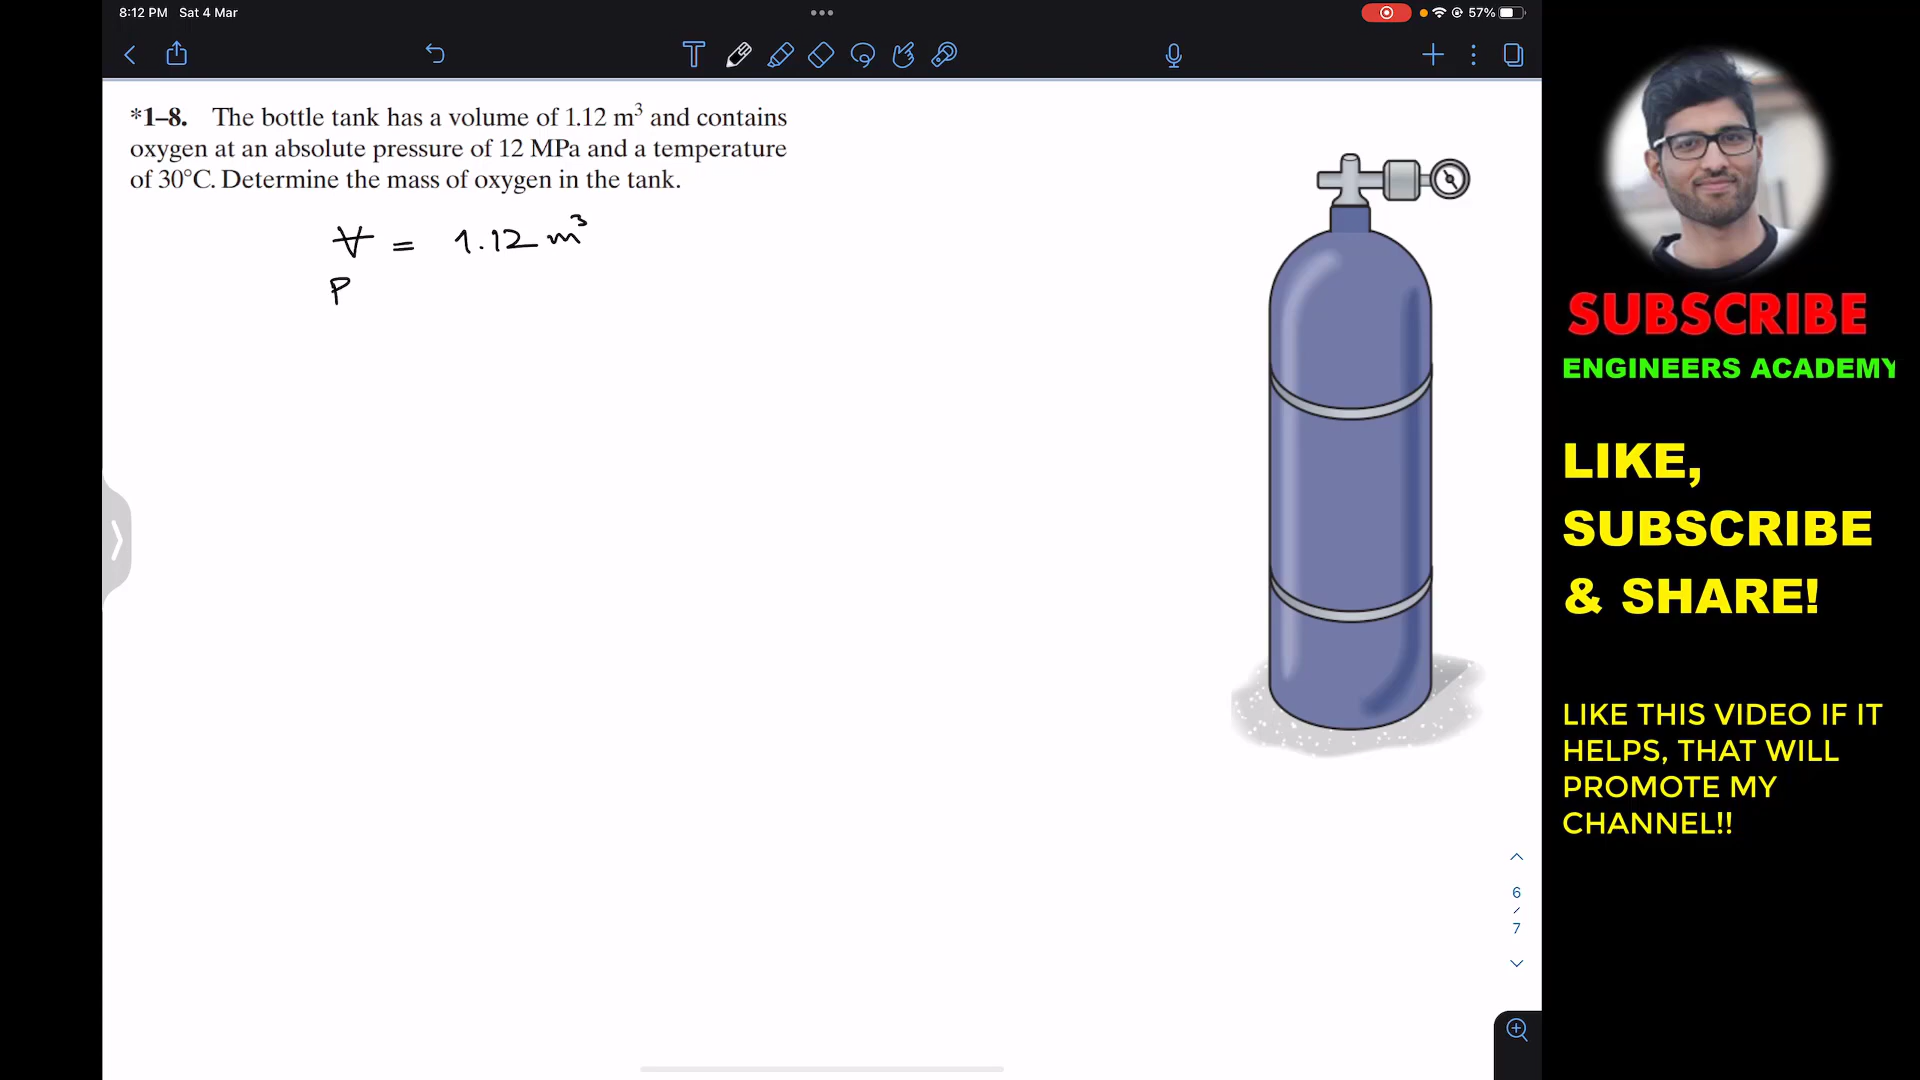 8:12 PM Sat 4 Mar
57%
*1–8. The bottle tank has a volume of 1.12 m³ and contains
oxygen at an absolute pressure of 12 MPa and a temperature
of 30°C. Determine the mass of oxygen in the tank.
V = 1.12 m³
P
6
/
7
SUBSCRIBE
ENGINEERS ACADEMY
LIKE,
SUBSCRIBE
& SHARE!
LIKE THIS VIDEO IF IT
HELPS, THAT WILL
PROMOTE MY
CHANNEL!!